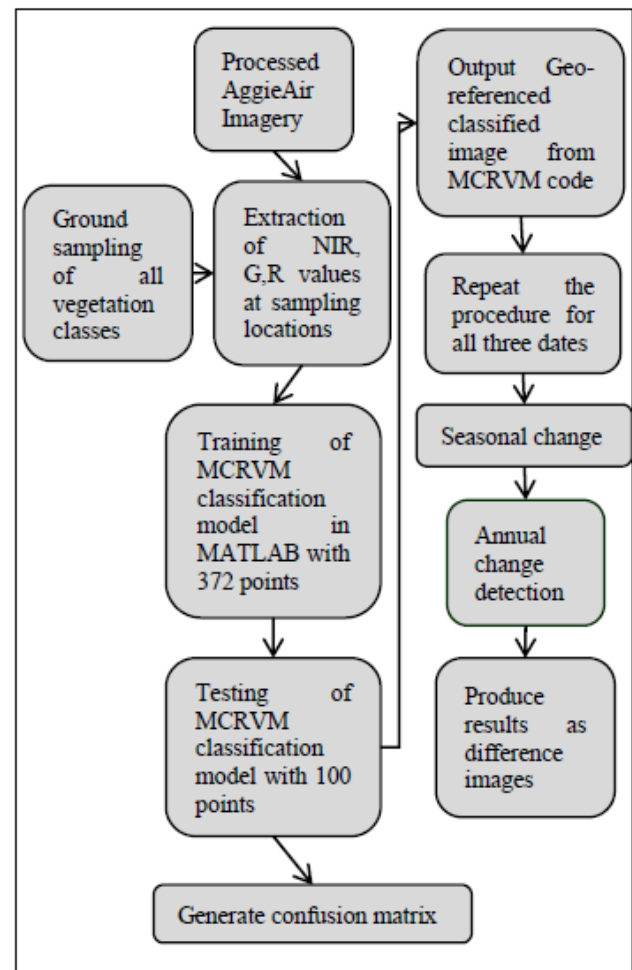 Processed
AggieAir
Imagery
Ground
sampling
of all
vegetation
classes
Extraction
of NIR,
G,R values
at sampling
locations
Training of
MCRVM
classification
model in
MATLAB with
372 points
Testing of
MCRVM
classification
model with 100
points
Generate confusion matrix
Output Geo-
referenced
classified
image from
MCRVM code
Repeat the
procedure for
all three dates
Seasonal change
Annual
change
detection
Produce
results as
difference
images